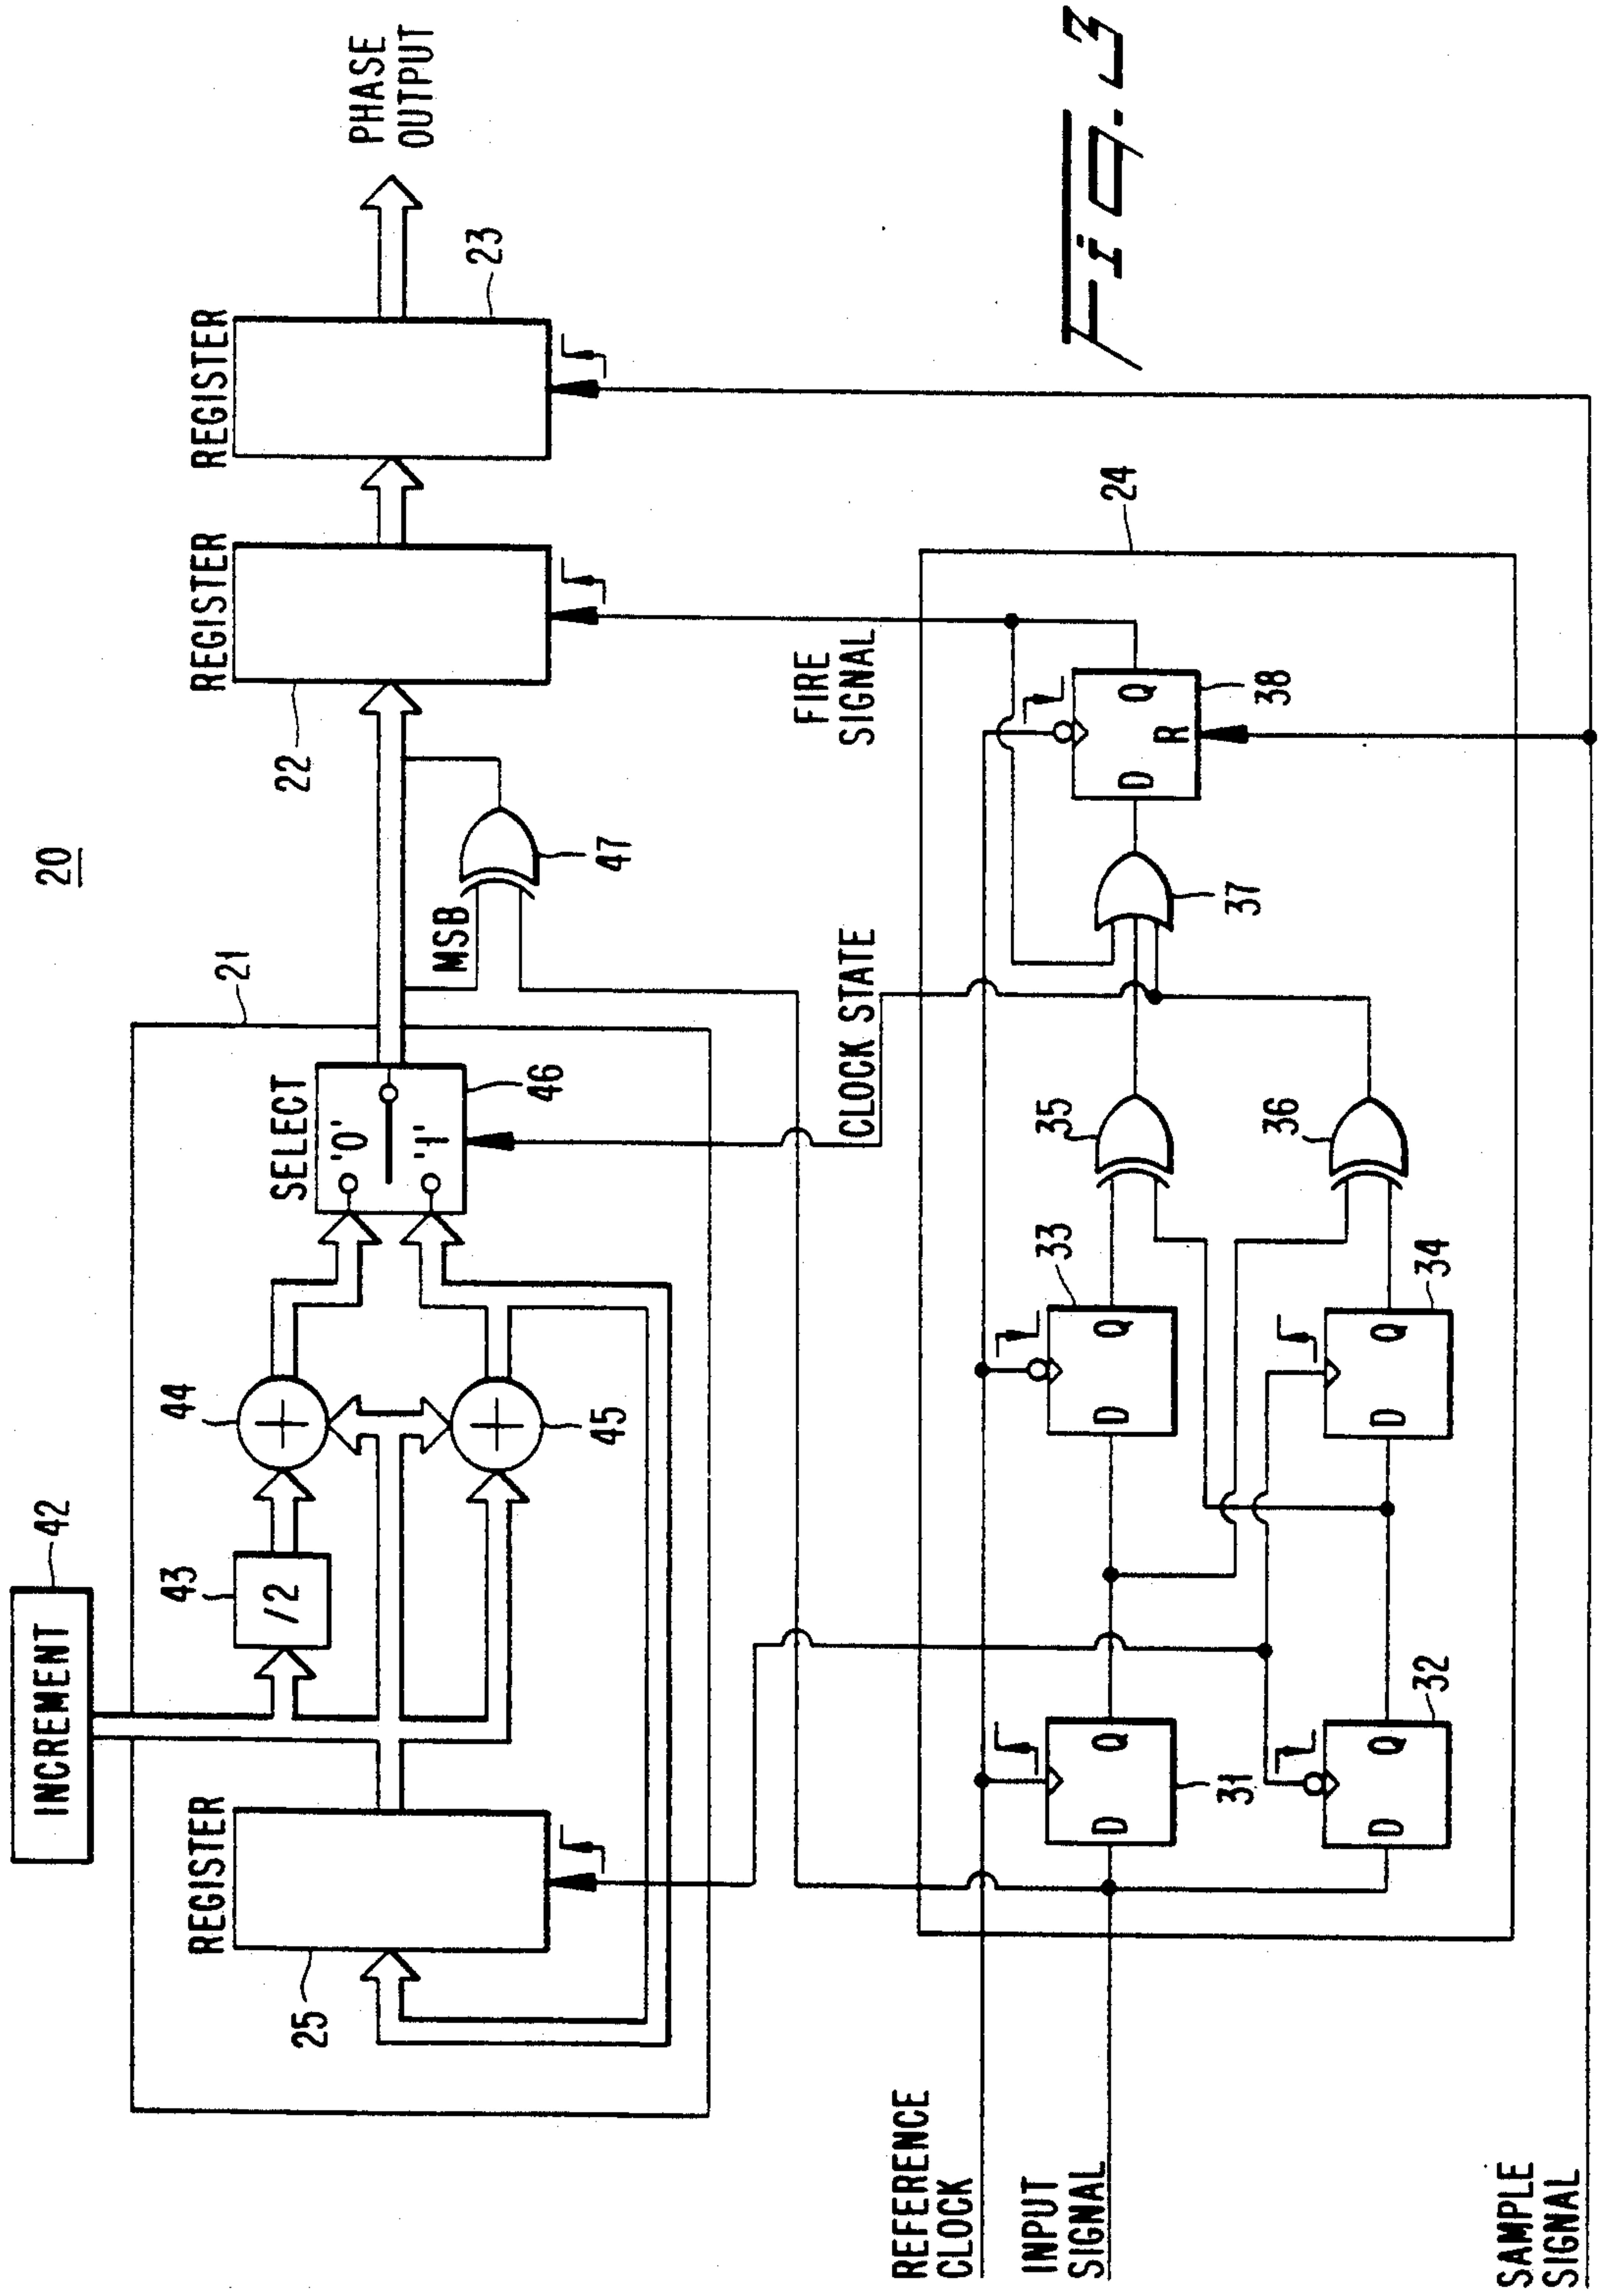 20
INCREMENT
42
21
REGISTER
25
43
/2
44
45
SELECT
'0'
'1'
46
MSB
47
REGISTER
22
REGISTER
23
PHASE
OUTPUT
CLOCK STATE
FIRE
SIGNAL
24
REFERENCE
CLOCK
INPUT
SIGNAL
SAMPLE
SIGNAL
D
Q
31
D
Q
32
D
Q
33
D
Q
34
35
36
37
D
Q
R
38
Fig. 3